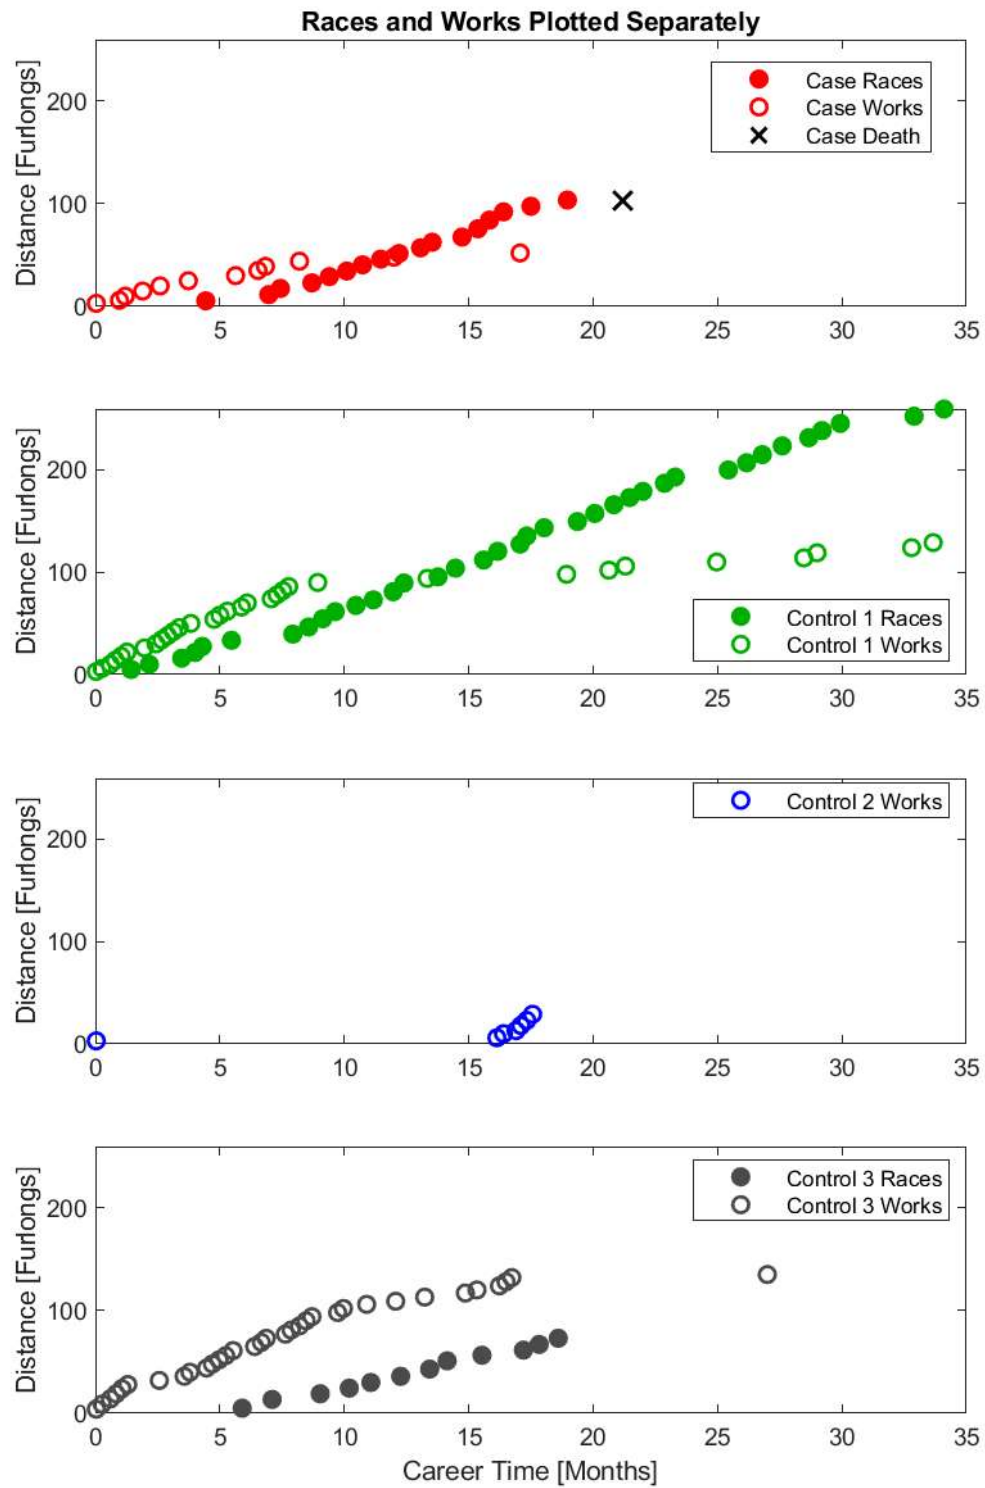 Races and Works Plotted Separately
Distance [Furlongs]
200
100
0
0 5 10 15 20 25 30 35
Case Races
Case Works
Case Death
Distance [Furlongs]
200
100
0
0 5 10 15 20 25 30 35
Control 1 Races
Control 1 Works
Distance [Furlongs]
200
100
0
0 5 10 15 20 25 30 35
Control 2 Works
Distance [Furlongs]
200
100
0
0 5 10 15 20 25 30 35
Control 3 Races
Control 3 Works
Career Time [Months]